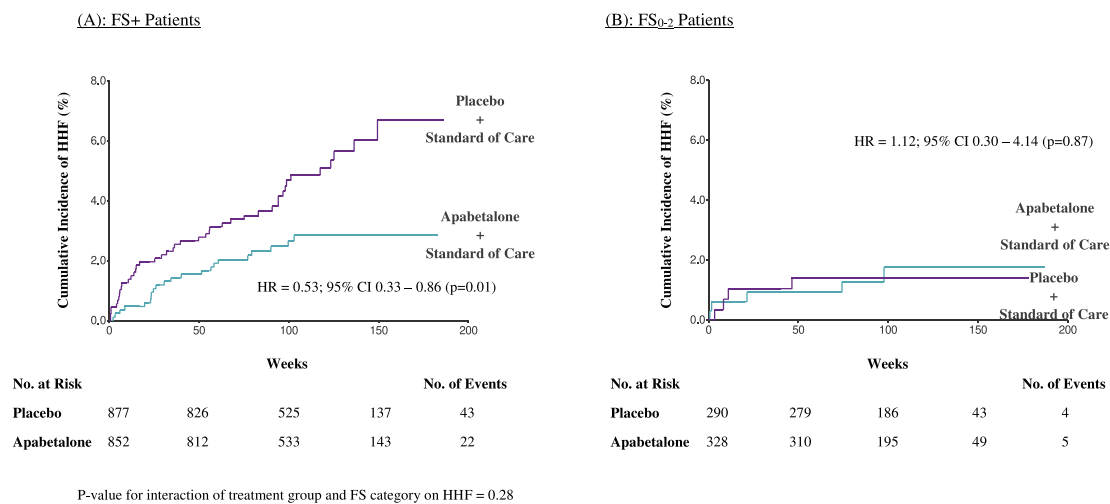 (A): FS+ Patients
(B): FS0-2 Patients
Cumulative Incidence of HHF (%)
8.0
6.0
4.0
2.0
0.0
0
50
100
150
200
Weeks
Placebo
+
Standard of Care
Apabetalone
+
Standard of Care
HR = 0.53; 95% CI 0.33 – 0.86 (p=0.01)
Cumulative Incidence of HHF (%)
8.0
6.0
4.0
2.0
0.0
0
50
100
150
200
Weeks
HR = 1.12; 95% CI 0.30 – 4.14 (p=0.87)
Apabetalone
+
Standard of Care
Placebo
+
Standard of Care
No. at Risk No. of Events
Placebo 877 826 525 137 43
Apabetalone 852 812 533 143 22
No. at Risk No. of Events
Placebo 290 279 186 43 4
Apabetalone 328 310 195 49 5
P-value for interaction of treatment group and FS category on HHF = 0.28